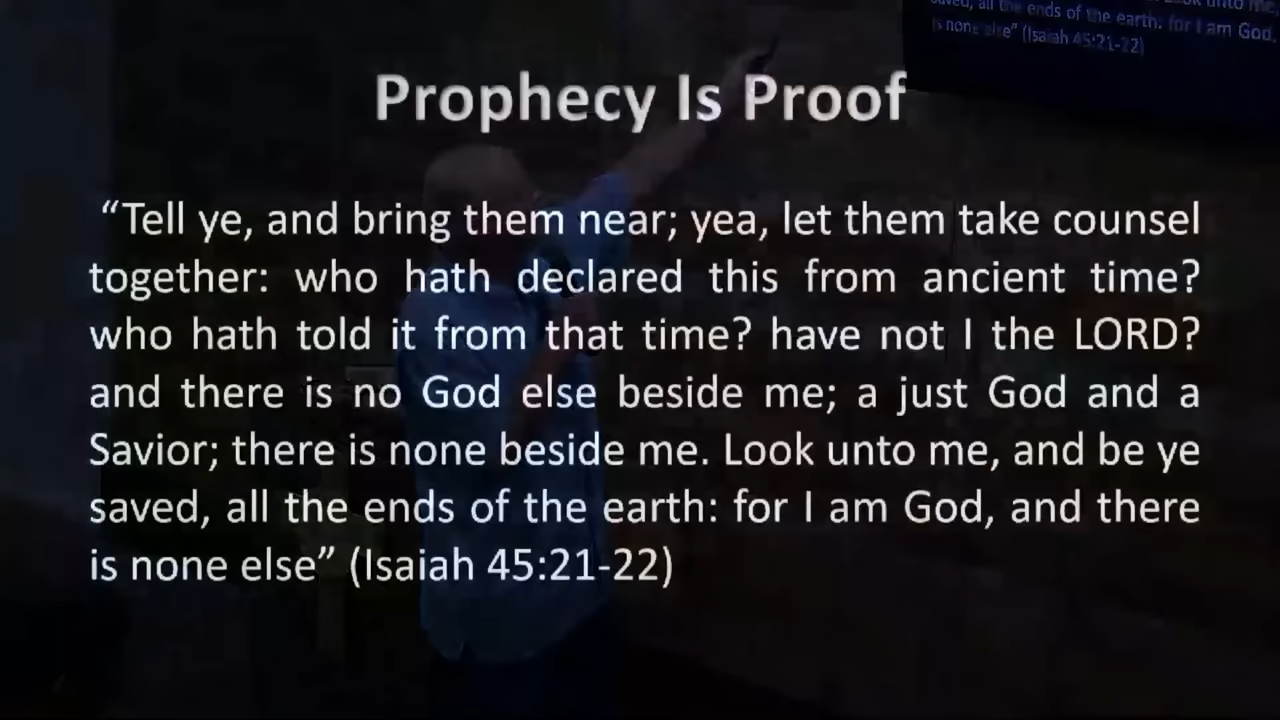 saved, all the ends of the earth: for I am God,
is none else” (Isaiah 45:21-22)
Prophecy Is Proof
“Tell ye, and bring them near; yea, let them take counsel
together: who hath declared this from ancient time?
who hath told it from that time? have not I the LORD?
and there is no God else beside me; a just God and a
Savior; there is none beside me. Look unto me, and be ye
saved, all the ends of the earth: for I am God, and there
is none else” (Isaiah 45:21-22)